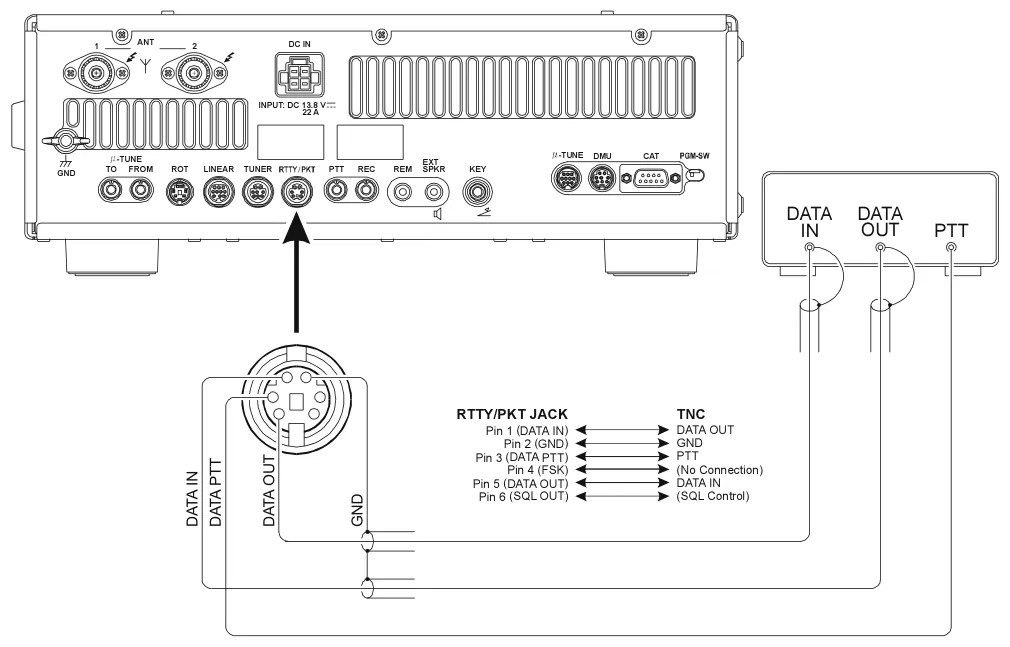 1 ANT 2
DC IN
INPUT: DC 13.8 V
22 A
GND
µ-TUNE
TO FROM
ROT
LINEAR
TUNER
RTTY/PKT
PTT
REC
REM
EXT
SPKR
KEY
µ-TUNE
DMU
CAT
PGM-SW
DATA
IN
DATA
OUT
PTT
RTTY/PKT JACK TNC
Pin 1 (DATA IN) DATA OUT
Pin 2 (GND) GND
Pin 3 (DATA PTT) PTT
Pin 4 (FSK) (No Connection)
Pin 5 (DATA OUT) DATA IN
Pin 6 (SQL OUT) (SQL Control)
DATA IN
DATA PTT
DATA OUT
GND